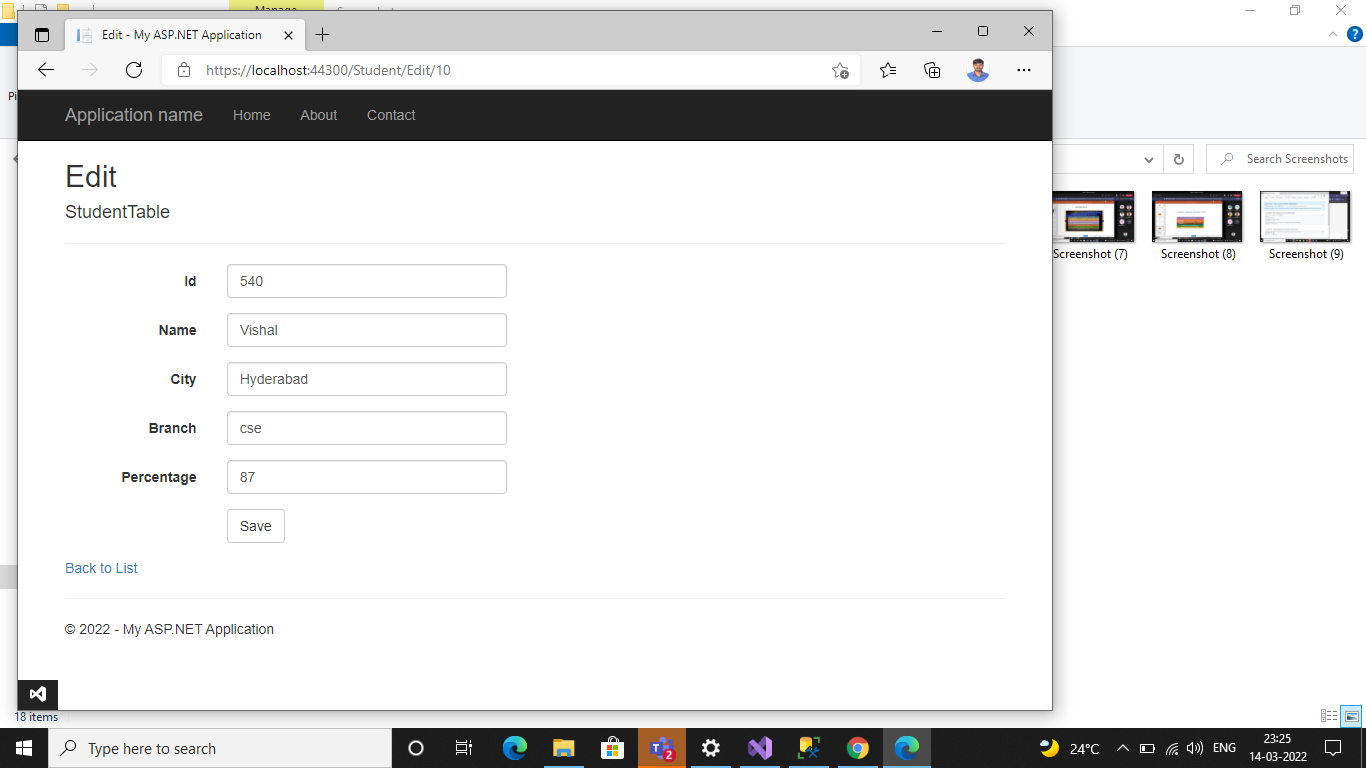 Manage
Edit - My ASP.NET Application
https://localhost:44300/Student/Edit/10
Application name Home About Contact
Search Screenshots
Edit
StudentTable
Screenshot (7) Screenshot (8) Screenshot (9)
Id 540
Name Vishal
City Hyderabad
Branch cse
Percentage 87
Save
Back to List
© 2022 - My ASP.NET Application
18 items
Type here to search
2
24°C
ENG
23:25
14-03-2022